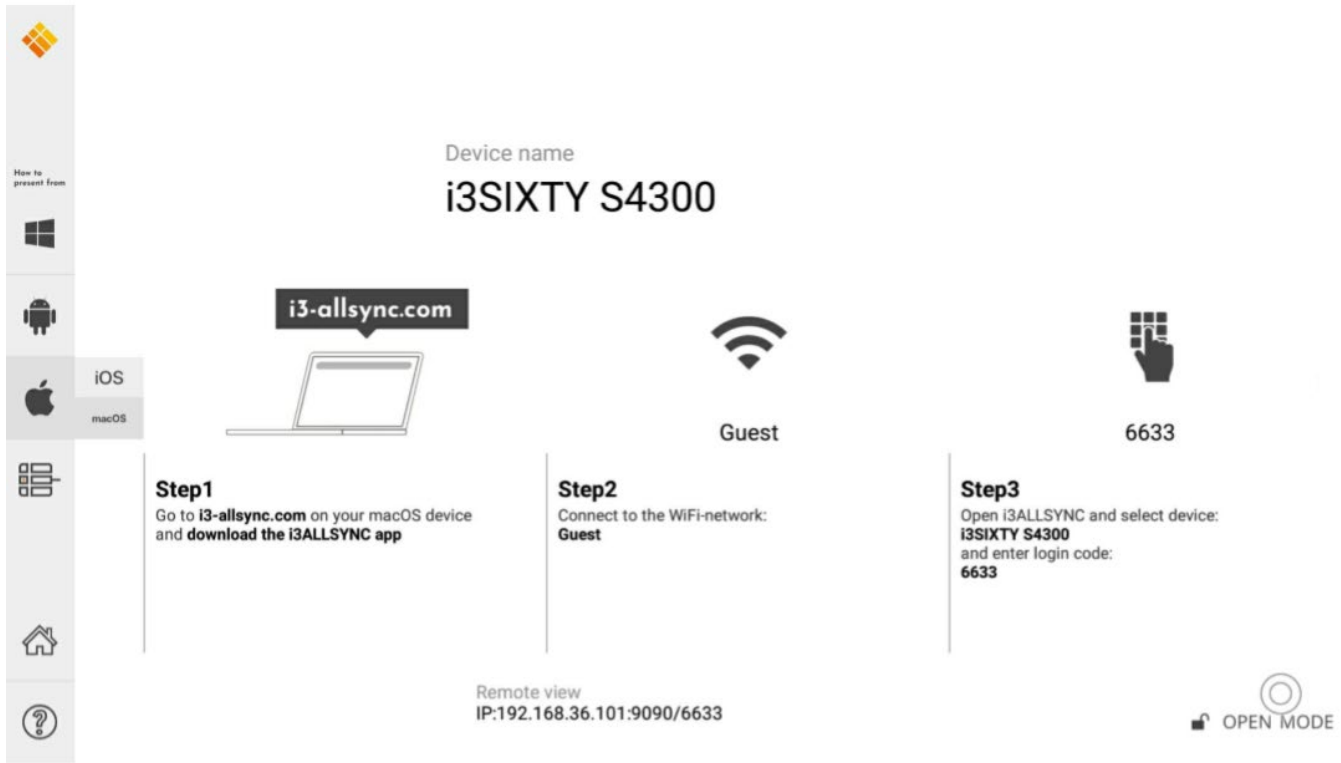 How to
present from
Device name
i3SIXTY S4300
i3-allsync.com
iOS
macOS
Guest
6633
Step1
Go to i3-allsync.com on your macOS device
and download the i3ALLSYNC app
Step2
Connect to the WiFi-network:
Guest
Step3
Open i3ALLSYNC and select device:
i3SIXTY S4300
and enter login code:
6633
Remote view
IP:192.168.36.101:9090/6633
OPEN MODE